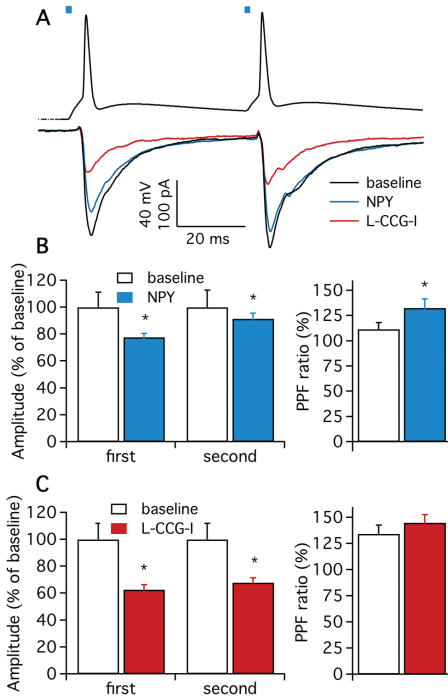 A
40 mV
100 pA
20 ms
baseline
NPY
L-CCG-I
B
Amplitude (% of baseline)
120
100
80
60
40
20
0
baseline
NPY
*
*
first
second
PPF ratio (%)
150
125
100
75
50
25
0
*
C
Amplitude (% of baseline)
120
100
80
60
40
20
0
baseline
L-CCG-I
*
*
first
second
PPF ratio (%)
150
125
100
75
50
25
0